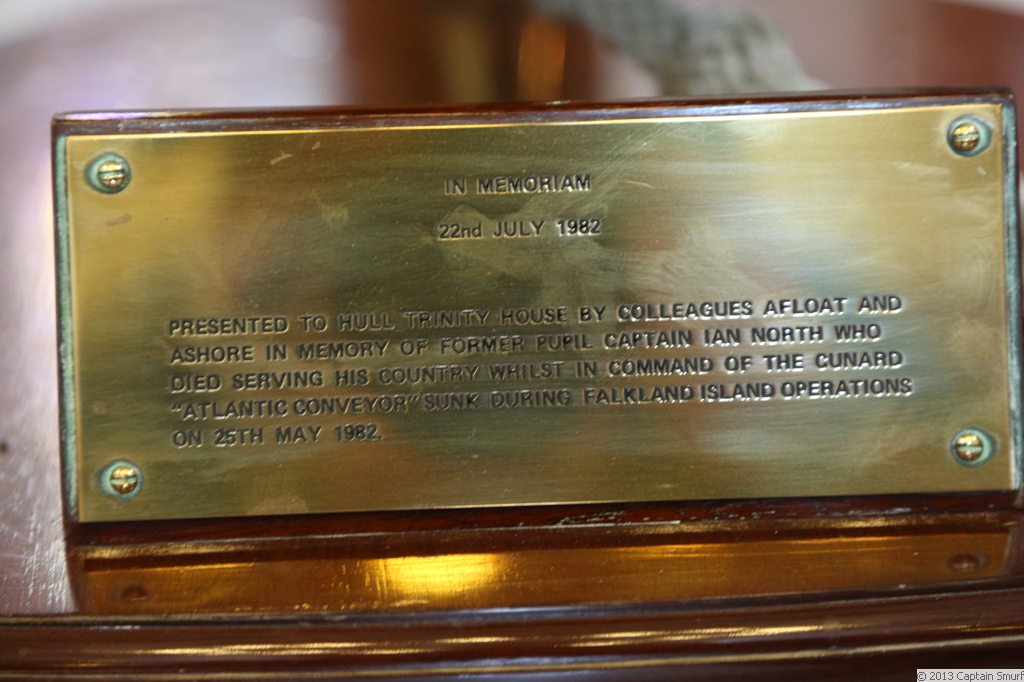 IN MEMORIAM
22nd JULY 1982
PRESENTED TO HULL TRINITY HOUSE BY COLLEAGUES AFLOAT AND
ASHORE IN MEMORY OF FORMER PUPIL CAPTAIN IAN NORTH WHO
DIED SERVING HIS COUNTRY WHILST IN COMMAND OF THE CUNARD
"ATLANTIC CONVEYOR" SUNK DURING FALKLAND ISLAND OPERATIONS
ON 25TH MAY 1982.
© 2013 Captain Smurf